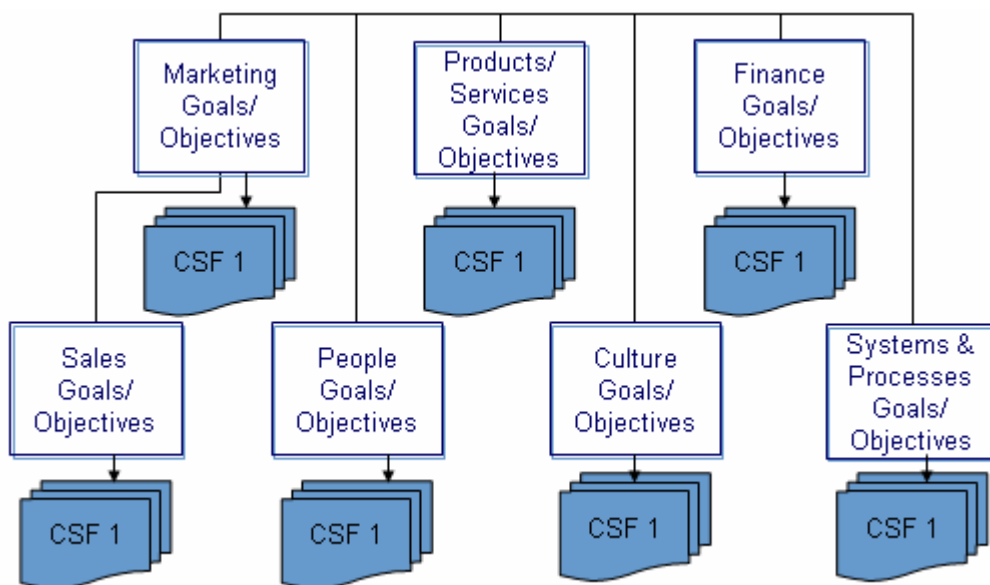 Marketing
Goals/
Objectives
Products/
Services
Goals/
Objectives
Finance
Goals/
Objectives
CSF 1
CSF 1
CSF 1
Sales
Goals/
Objectives
People
Goals/
Objectives
Culture
Goals/
Objectives
Systems &
Processes
Goals/
Objectives
CSF 1
CSF 1
CSF 1
CSF 1